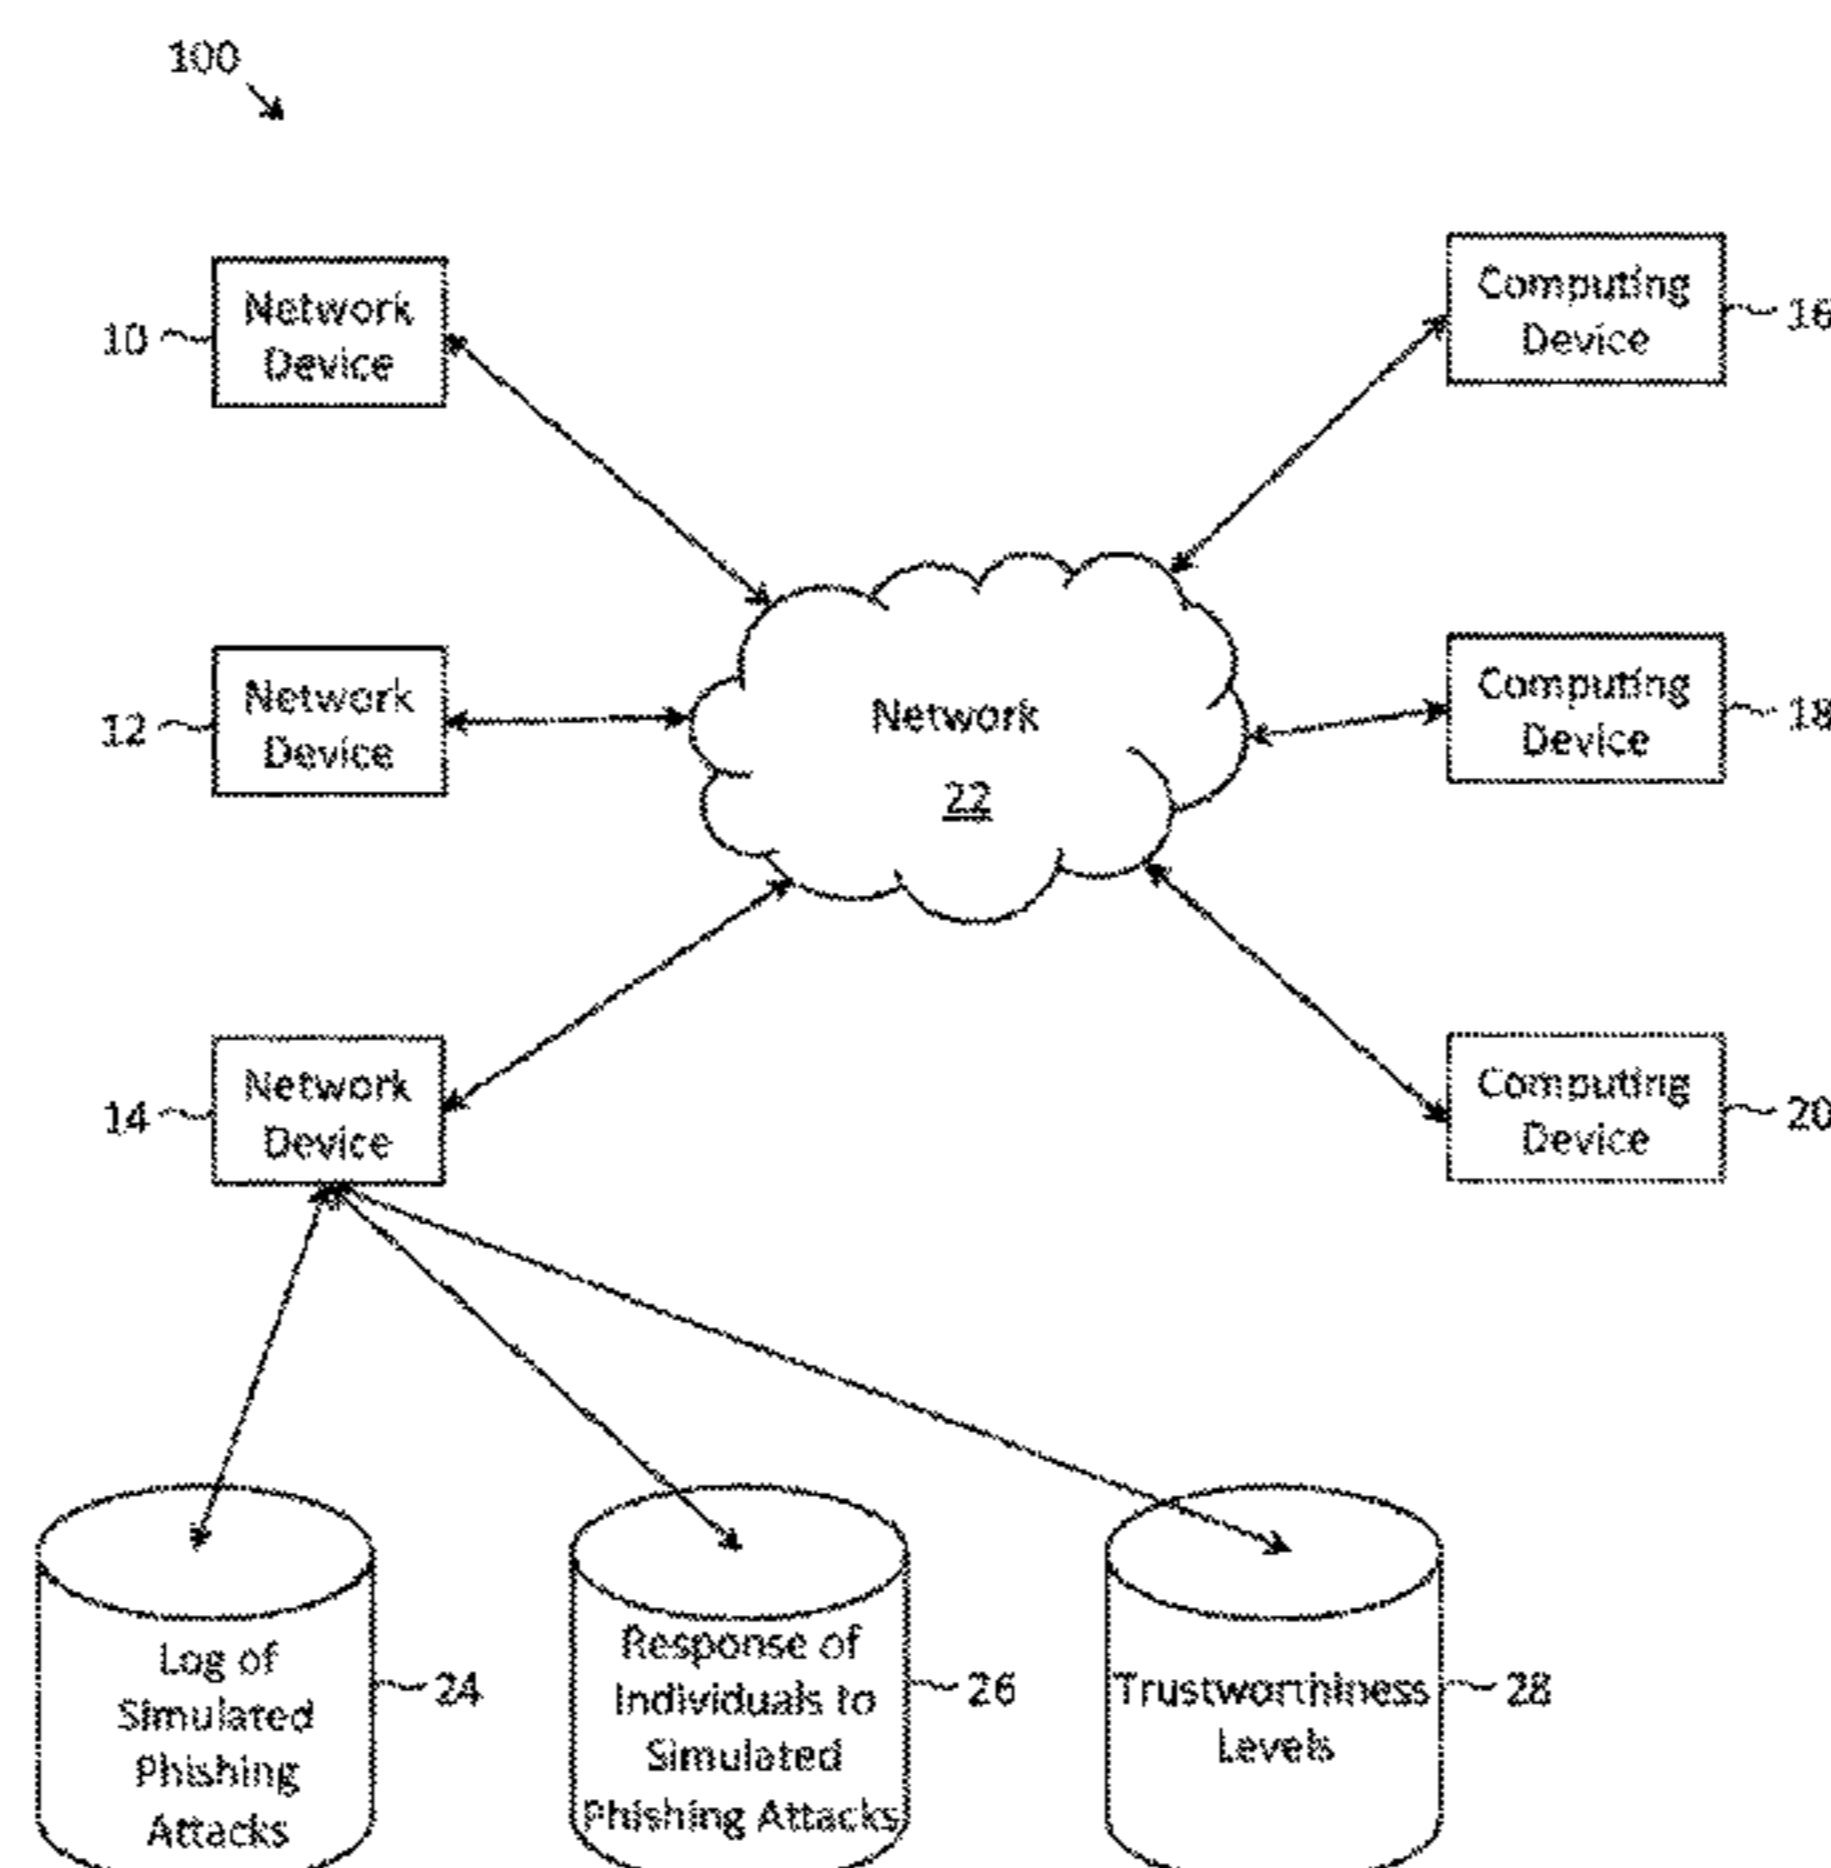 100
Network
Device
10
Computing
Device
16
Network
Device
12
Network
22
Computing
Device
18
Network
Device
14
Computing
Device
20
Log of
Simulated
Phishing
Attacks
24
Response of
Individuals to
Simulated
Phishing Attacks
26
Trustworthiness
Levels
28